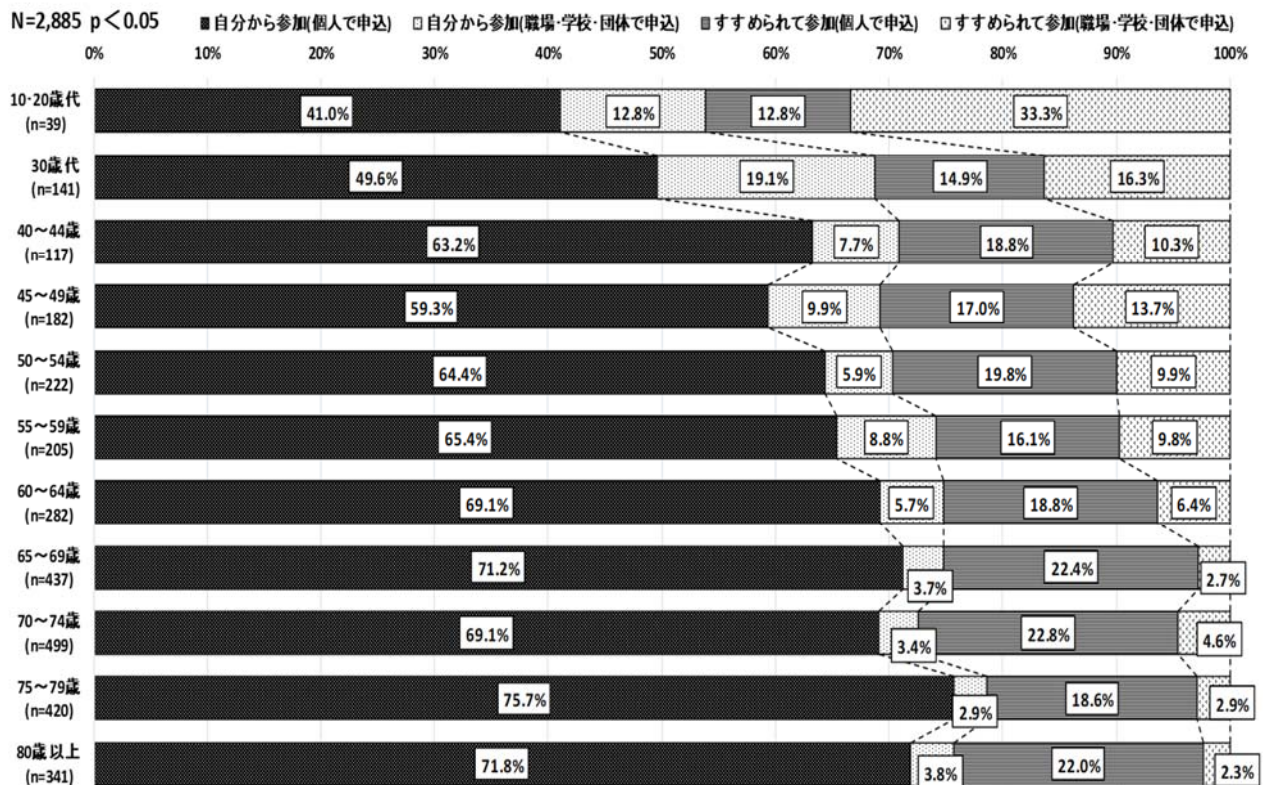 N=2,885 p＜0.05 ■自分から参加(個人で申込) □自分から参加(職場・学校・団体で申込) ■すすめられて参加(個人で申込) □すすめられて参加(職場・学校・団体で申込)
0% 10% 20% 30% 40% 50% 60% 70% 80% 90% 100%
10・20歳代
(n=39)
41.0% 12.8% 12.8% 33.3%
30歳代
(n=141)
49.6% 19.1% 14.9% 16.3%
40～44歳
(n=117)
63.2% 7.7% 18.8% 10.3%
45～49歳
(n=182)
59.3% 9.9% 17.0% 13.7%
50～54歳
(n=222)
64.4% 5.9% 19.8% 9.9%
55～59歳
(n=205)
65.4% 8.8% 16.1% 9.8%
60～64歳
(n=282)
69.1% 5.7% 18.8% 6.4%
65～69歳
(n=437)
71.2% 3.7% 22.4% 2.7%
70～74歳
(n=499)
69.1% 3.4% 22.8% 4.6%
75～79歳
(n=420)
75.7% 2.9% 18.6% 2.9%
80歳以上
(n=341)
71.8% 3.8% 22.0% 2.3%